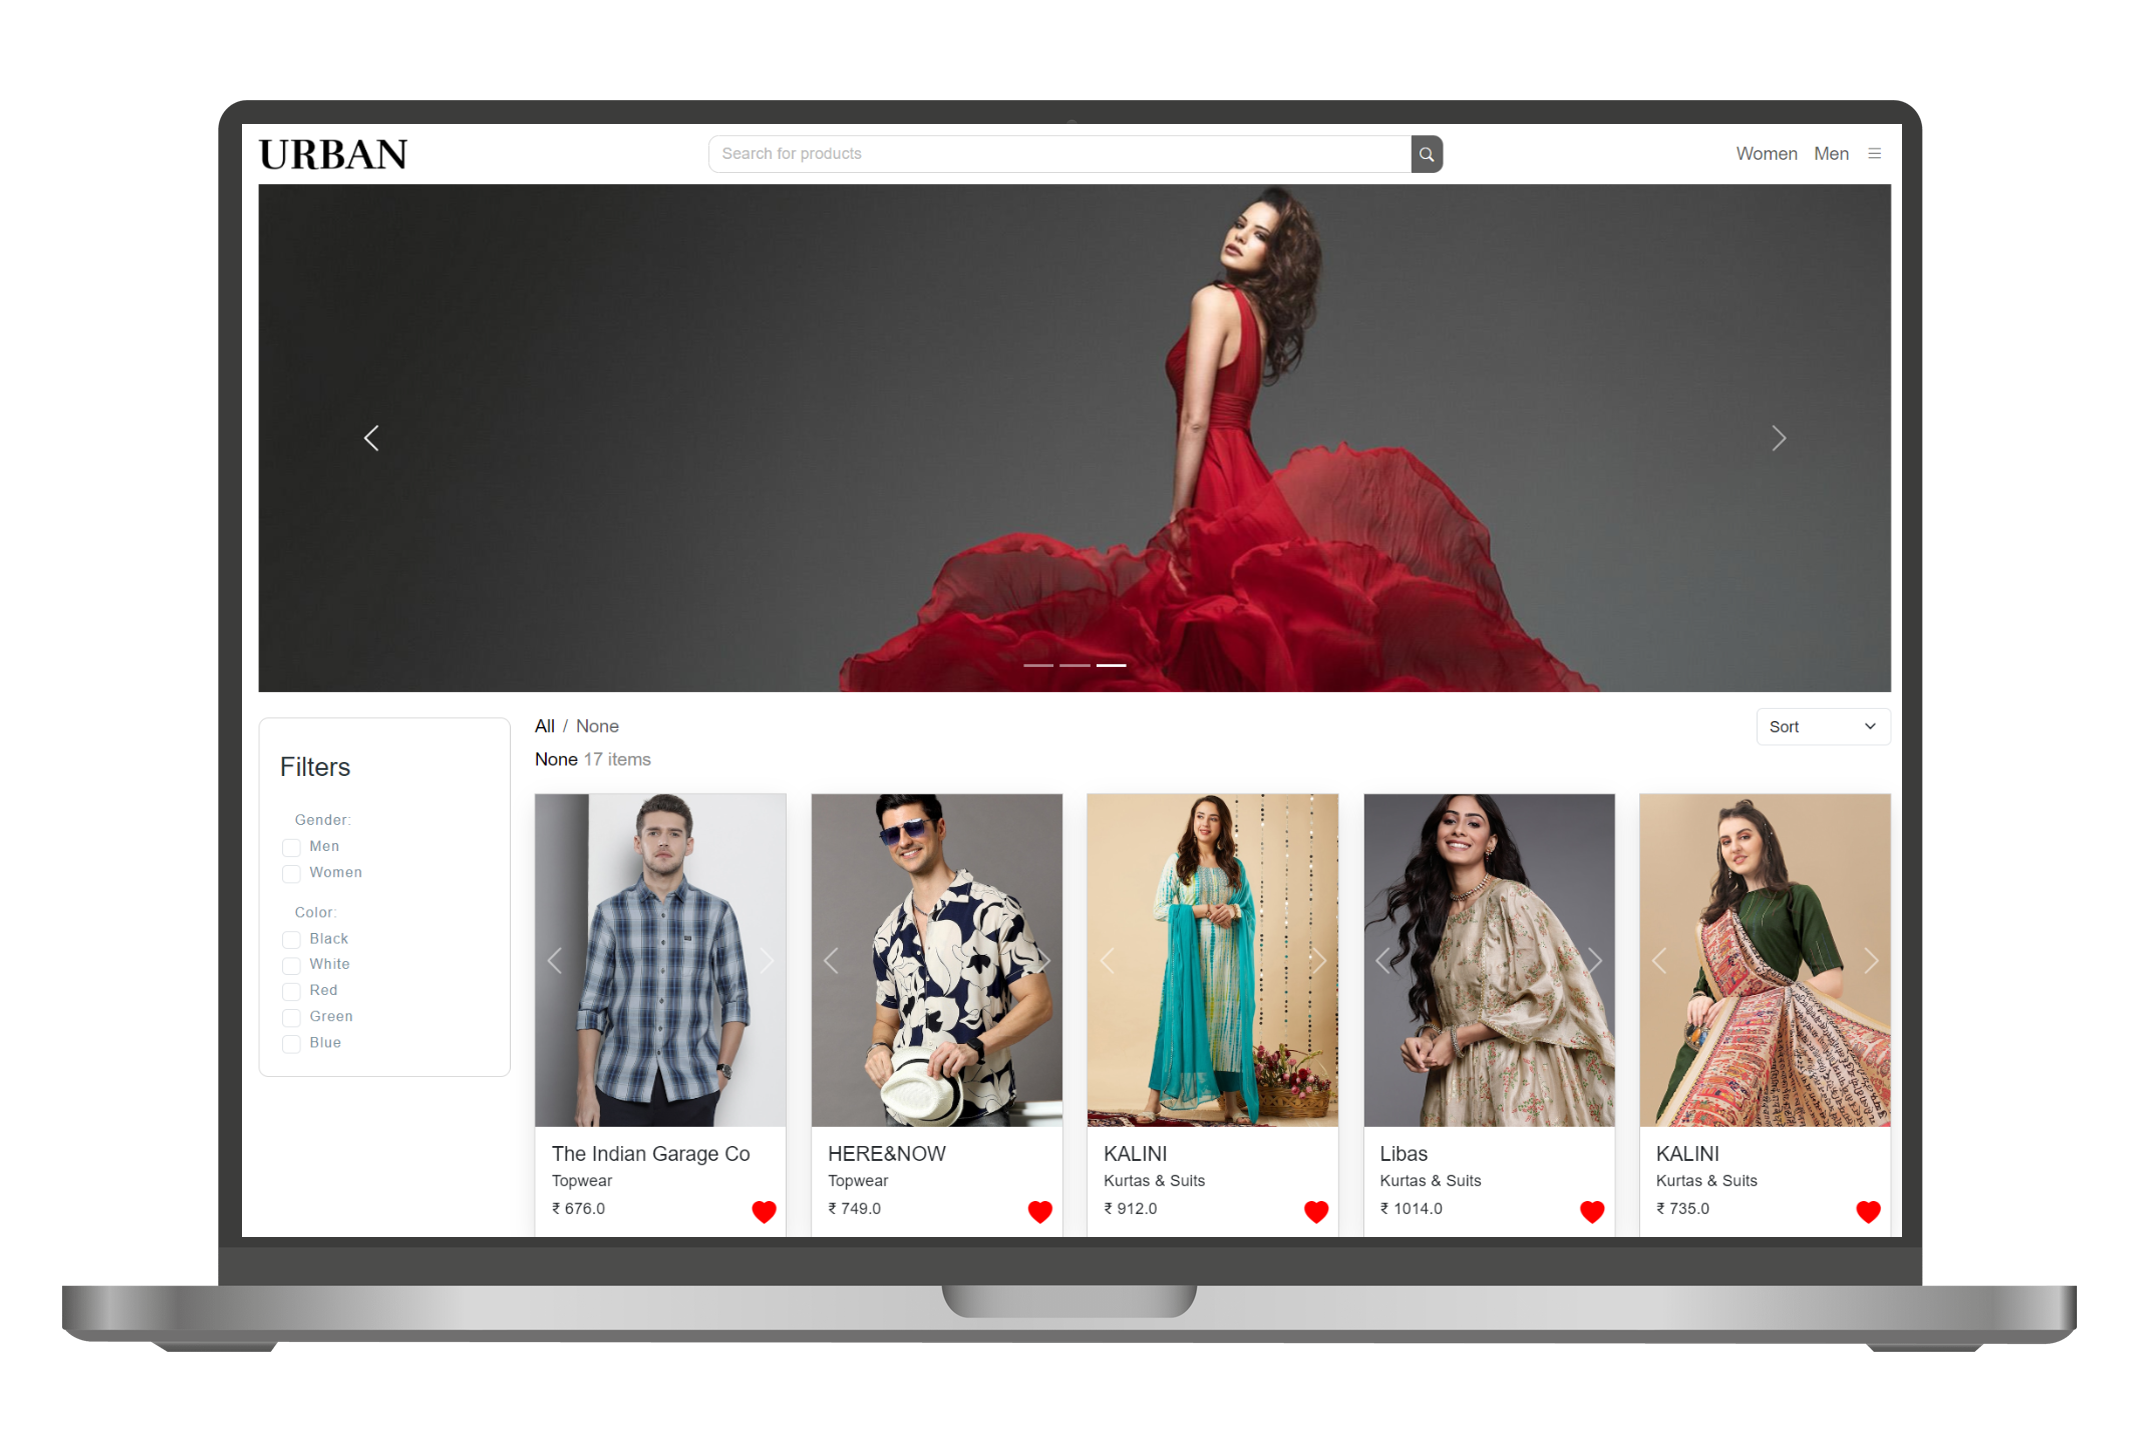 URBAN
Search for products
Women Men
All / None
Sort
None 17 items
Filters
Gender:
Men
Women
Color:
Black
White
Red
Green
Blue
The Indian Garage Co
Topwear
₹ 676.0
HERE&NOW
Topwear
₹ 749.0
KALINI
Kurtas & Suits
₹ 912.0
Libas
Kurtas & Suits
₹ 1014.0
KALINI
Kurtas & Suits
₹ 735.0